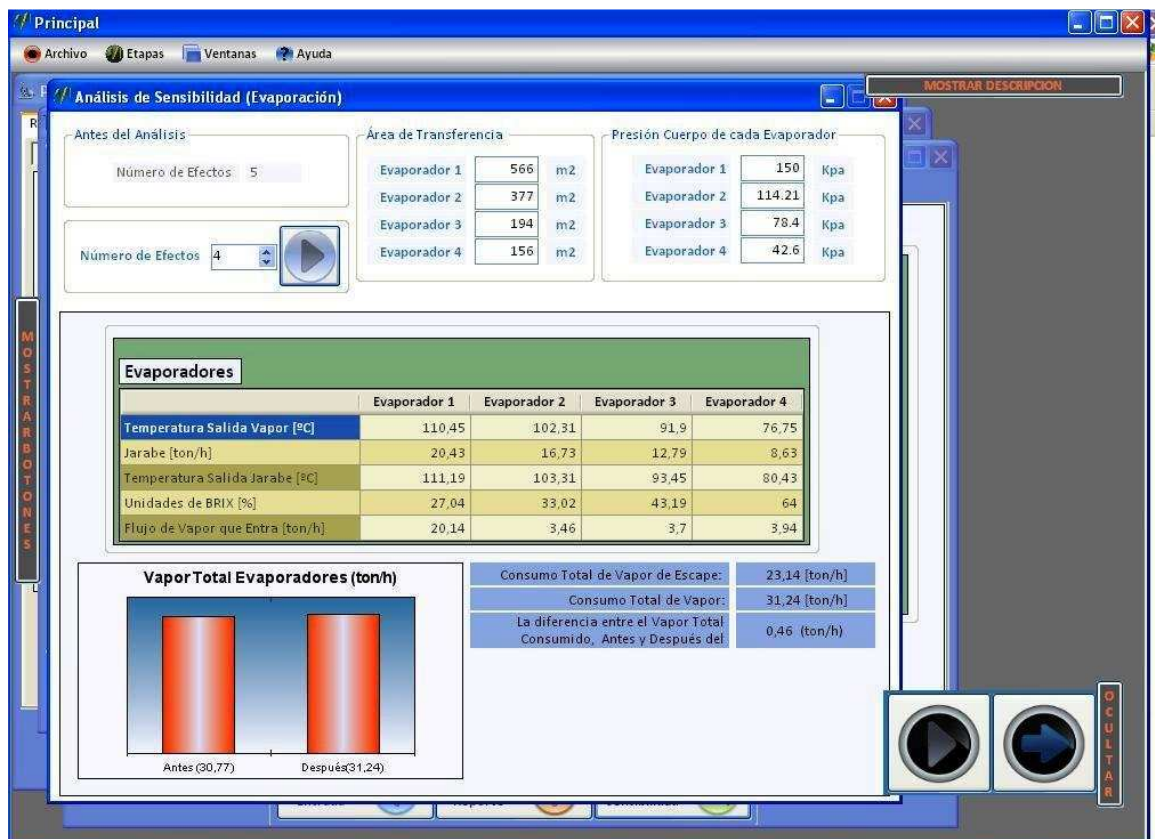 Principal
Archivo Etapas Ventanas Ayuda
MOSTRAR DESCRIPCION
Análisis de Sensibilidad (Evaporación)
Antes del Análisis
Número de Efectos 5
Número de Efectos 4
Área de Transferencia
Evaporador 1 566 m2
Evaporador 2 377 m2
Evaporador 3 194 m2
Evaporador 4 156 m2
Presión Cuerpo de cada Evaporador
Evaporador 1 150 Kpa
Evaporador 2 114.21 Kpa
Evaporador 3 78.4 Kpa
Evaporador 4 42.6 Kpa
MOSTRAR BOTONES
Evaporadores
Evaporador 1 Evaporador 2 Evaporador 3 Evaporador 4
Temperatura Salida Vapor [ºC] 110,45 102,31 91,9 76,75
Jarabe [ton/h] 20,43 16,73 12,79 8,63
Temperatura Salida Jarabe [ºC] 111,19 103,31 93,45 80,43
Unidades de BRIX [%] 27,04 33,02 43,19 64
Flujo de Vapor que Entra [ton/h] 20,14 3,46 3,7 3,94
Vapor Total Evaporadores (ton/h)
Antes (30,77) Después(31,24)
Consumo Total de Vapor de Escape: 23,14 [ton/h]
Consumo Total de Vapor: 31,24 [ton/h]
La diferencia entre el Vapor Total
Consumido, Antes y Después del 0,46 (ton/h)
OCULTAR